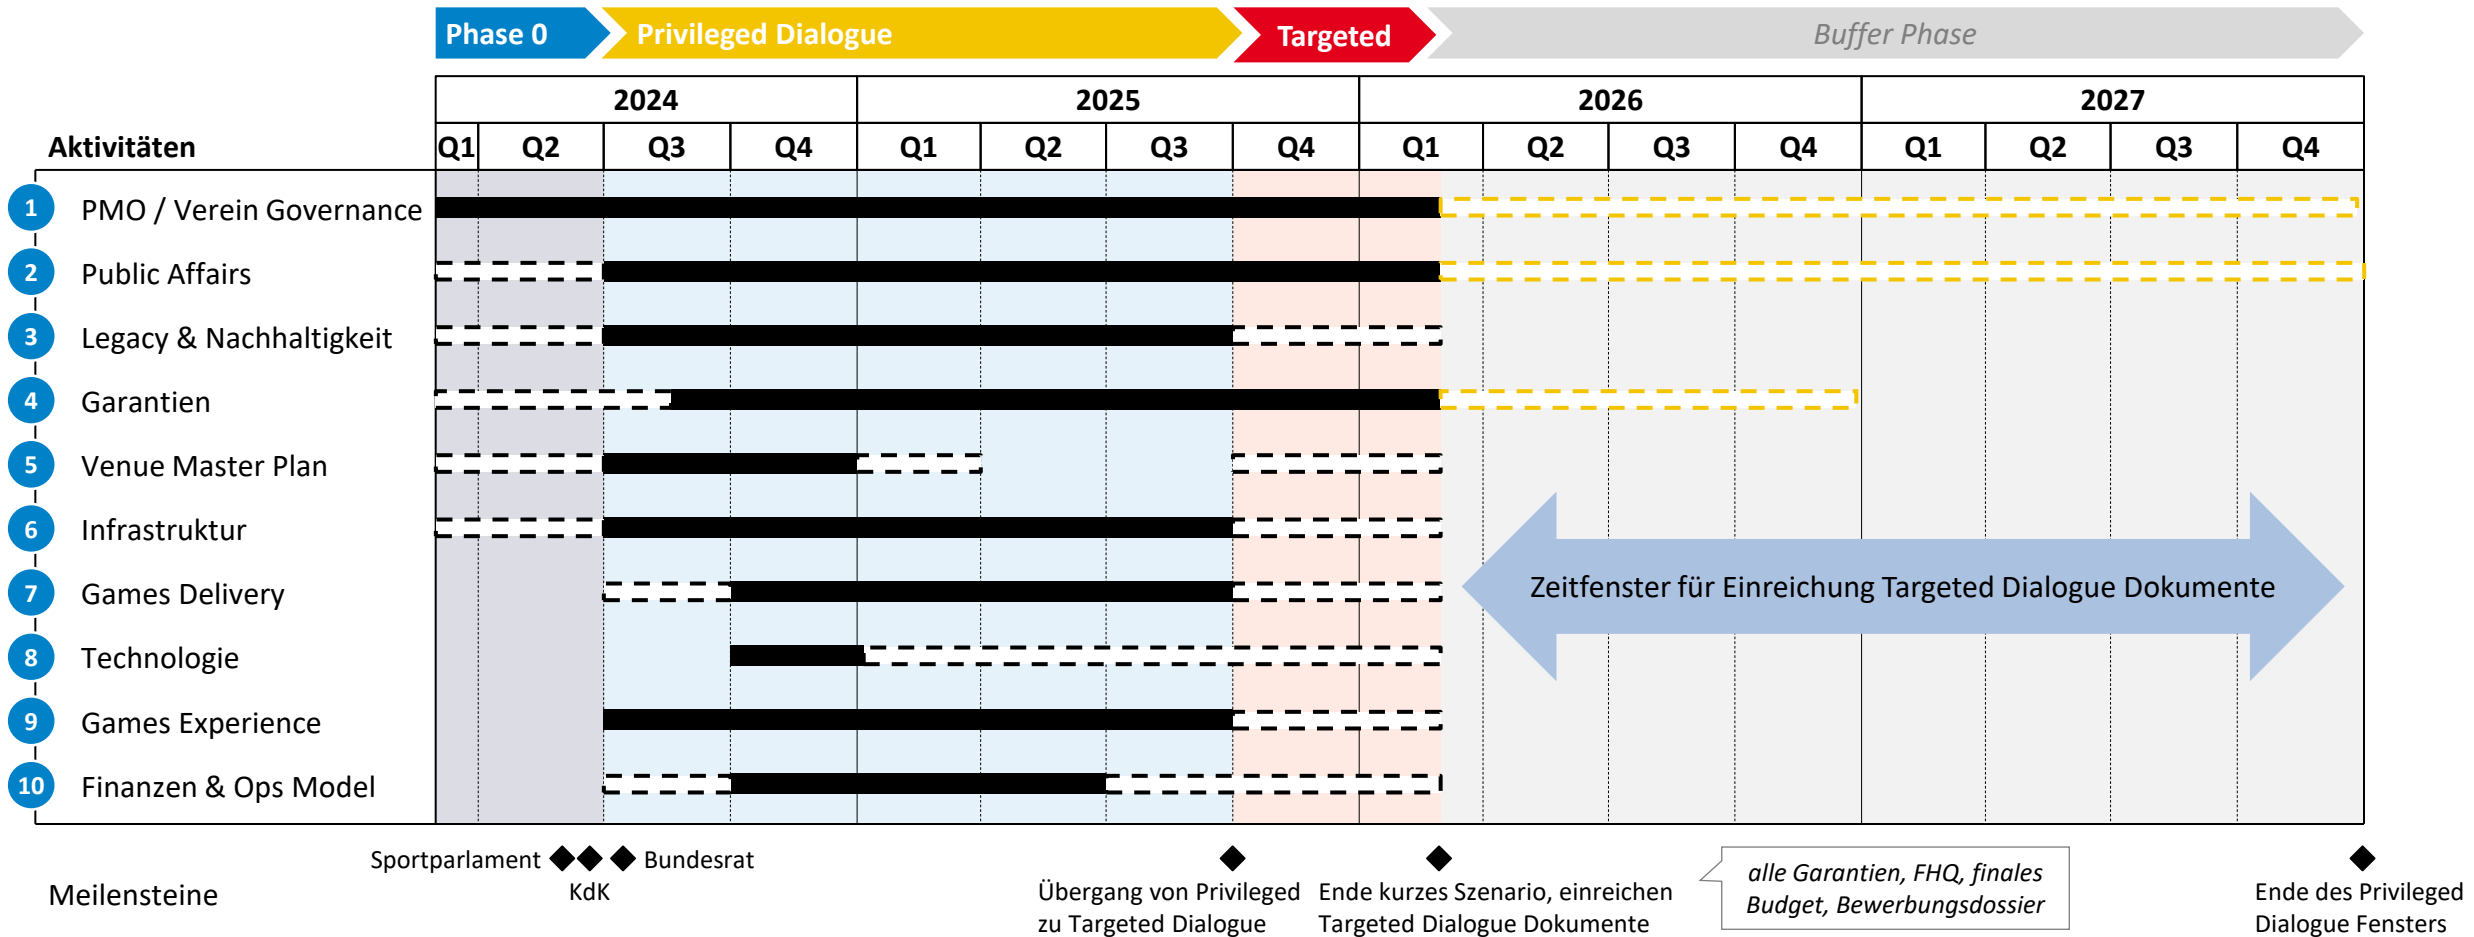 Phase 0
Privileged Dialogue
Targeted
Buffer Phase
2024
2025
2026
2027
Aktivitäten
Q1
Q2
Q3
Q4
Q1
Q2
Q3
Q4
Q1
Q2
Q3
Q4
Q1
Q2
Q3
Q4
1 PMO / Verein Governance
2 Public Affairs
3 Legacy & Nachhaltigkeit
4 Garantien
5 Venue Master Plan
6 Infrastruktur
7 Games Delivery
Zeitfenster für Einreichung Targeted Dialogue Dokumente
8 Technologie
9 Games Experience
10 Finanzen & Ops Model
Meilensteine
Sportparlament
KdK
Bundesrat
Übergang von Privileged
zu Targeted Dialogue
Ende kurzes Szenario, einreichen
Targeted Dialogue Dokumente
alle Garantien, FHQ, finales
Budget, Bewerbungsdossier
Ende des Privileged
Dialogue Fensters